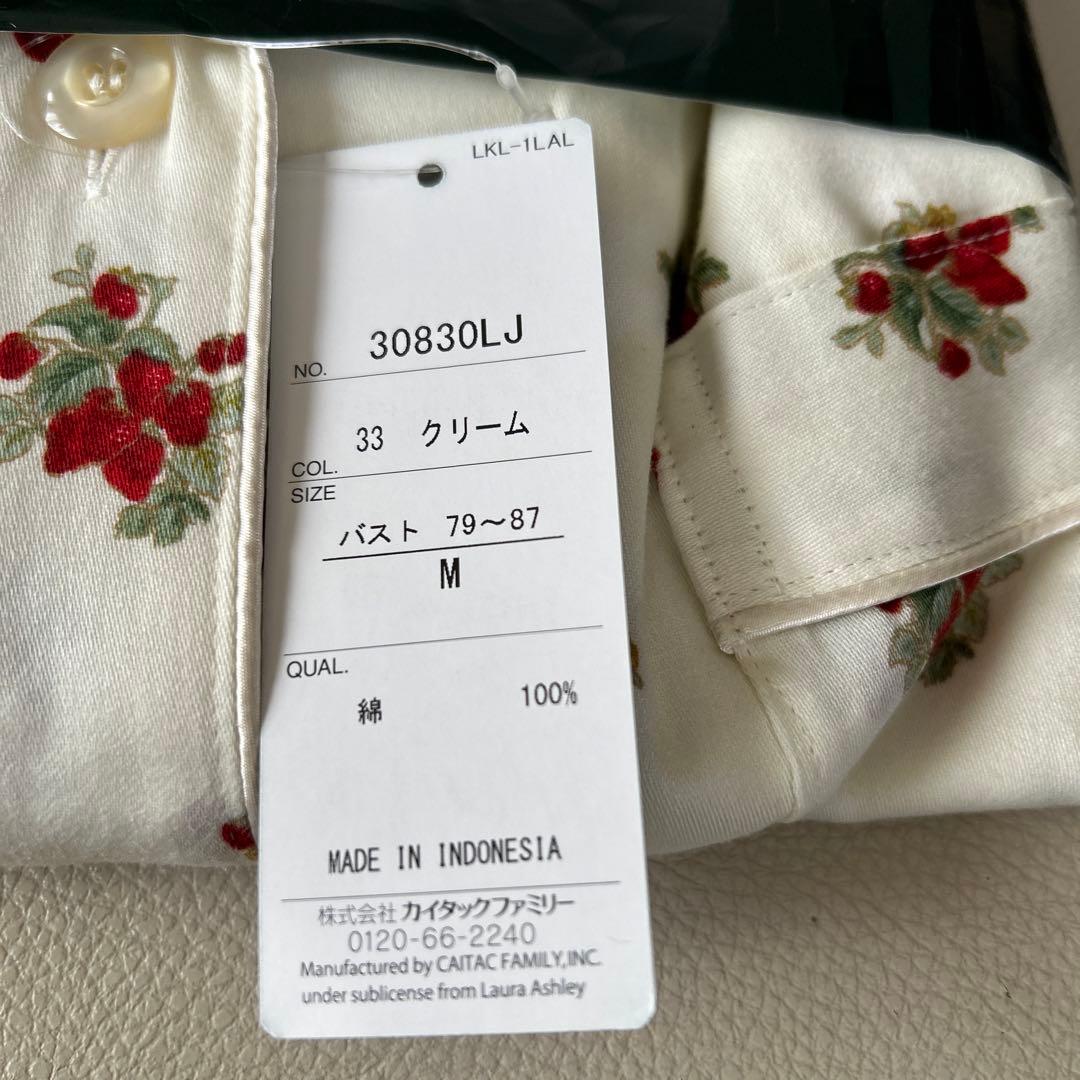 LKL-1LAL
NO. 30830LJ
COL. 33 クリーム
SIZE
バスト 79～87
M
QUAL.
綿 100%
MADE IN INDONESIA
株式会社 カイタックファミリー
0120-66-2240
Manufactured by CAITAC FAMILY,INC.
under sublicense from Laura Ashley